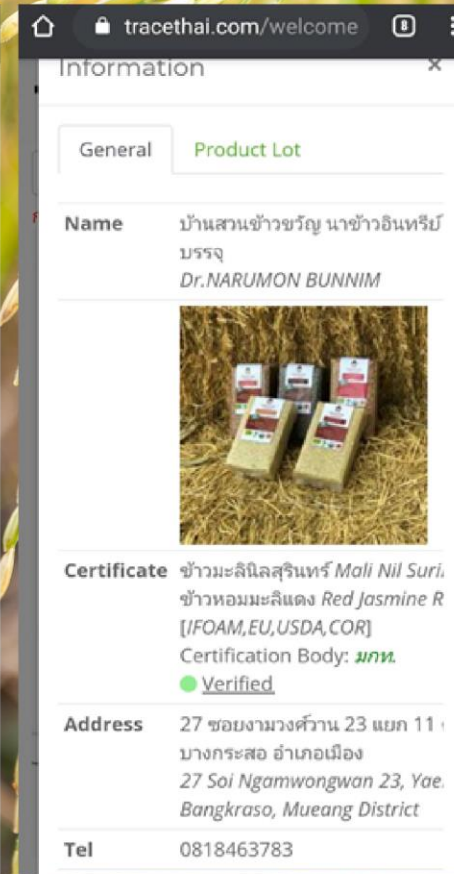 tracethai.com/welcome
8
Information ×
General Product Lot
Name บ้านสวนข้าวขวัญ นาข้าวอินทรีย์
บรรจุ
Dr.NARUMON BUNNIM
Certificate ข้าวมะลินิลสุรินทร์ Mali Nil Suri
ข้าวหอมมะลิแดง Red Jasmine R
[IFOAM,EU,USDA,COR]
Certification Body: มกท.
Verified
Address 27 ซอยงามวงศ์วาน 23 แยก 11
บางกระสอ อำเภอเมือง
27 Soi Ngamwongwan 23, Yae
Bangkraso, Mueang District
Tel 0818463783